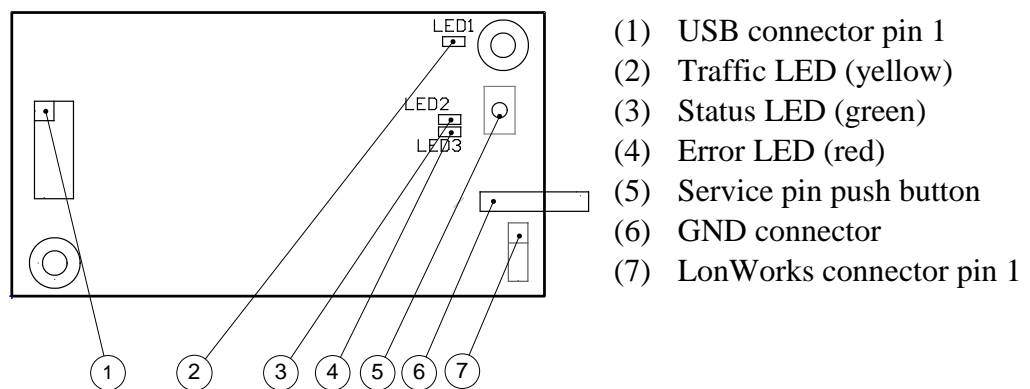 LED1
LED2
LED3
1 2 3 4 5 6 7
(1) USB connector pin 1
(2) Traffic LED (yellow)
(3) Status LED (green)
(4) Error LED (red)
(5) Service pin push button
(6) GND connector
(7) LonWorks connector pin 1